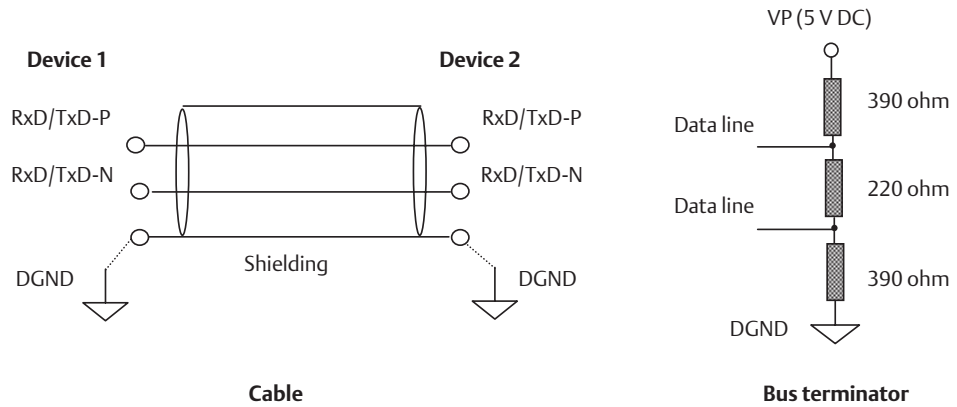 VP (5 V DC)
Device 1
Device 2
RxD/TxD-P
RxD/TxD-P
390 ohm
Data line
RxD/TxD-N
RxD/TxD-N
220 ohm
Data line
Shielding
DGND
DGND
390 ohm
DGND
Cable
Bus terminator